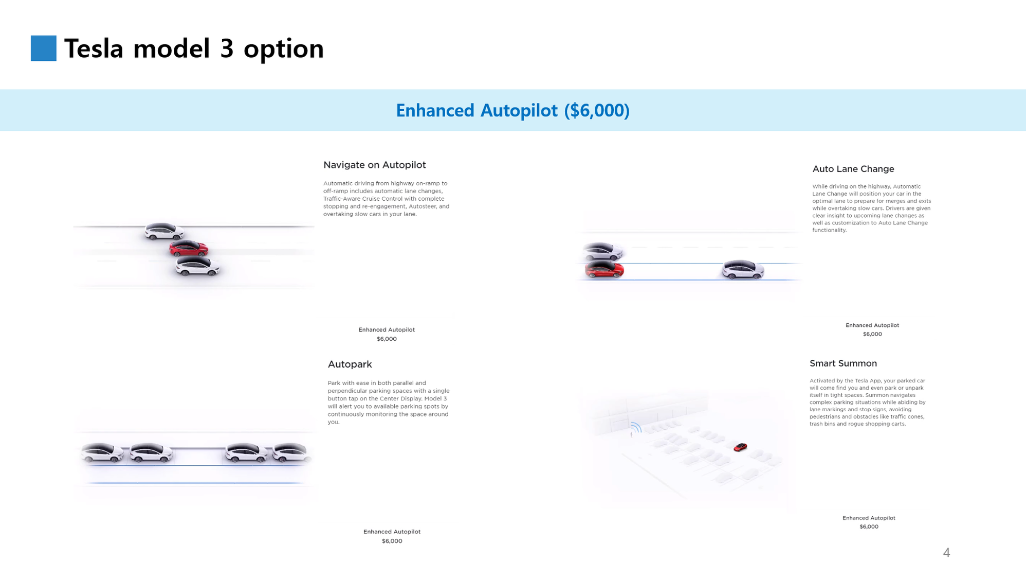 Tesla model 3 option
Enhanced Autopilot ($6,000)
Navigate on Autopilot
Automatic driving from highway on-ramp to
off-ramp includes automatic lane changes,
Traffic-Aware Cruise Control with complete
stopping and re-engagement, Autosteer, and
overtaking slow cars in your lane.
Enhanced Autopilot
$6,000
Auto Lane Change
While driving on the highway, Automatic
Lane Change will position your car in the
optimal lane to prepare for merges and exits
while overtaking slow cars. Drivers are given
clear insight to upcoming lane changes as
well as customization to Auto Lane Change
functionality.
Enhanced Autopilot
$6,000
Autopark
Park with ease in both parallel and
perpendicular parking spaces with a single
button tap on the Center Display. Model 3
will alert you to available parking spots by
continuously monitoring the space around
you.
Enhanced Autopilot
$6,000
Smart Summon
Activated by the Tesla App, your parked car
will come find you and even park or unpark
itself in tight spaces. Summon navigates
complex parking situations while abiding by
lane markings and stop signs, avoiding
pedestrians and obstacles like traffic cones,
trash bins and rogue shopping carts.
Enhanced Autopilot
$6,000
4